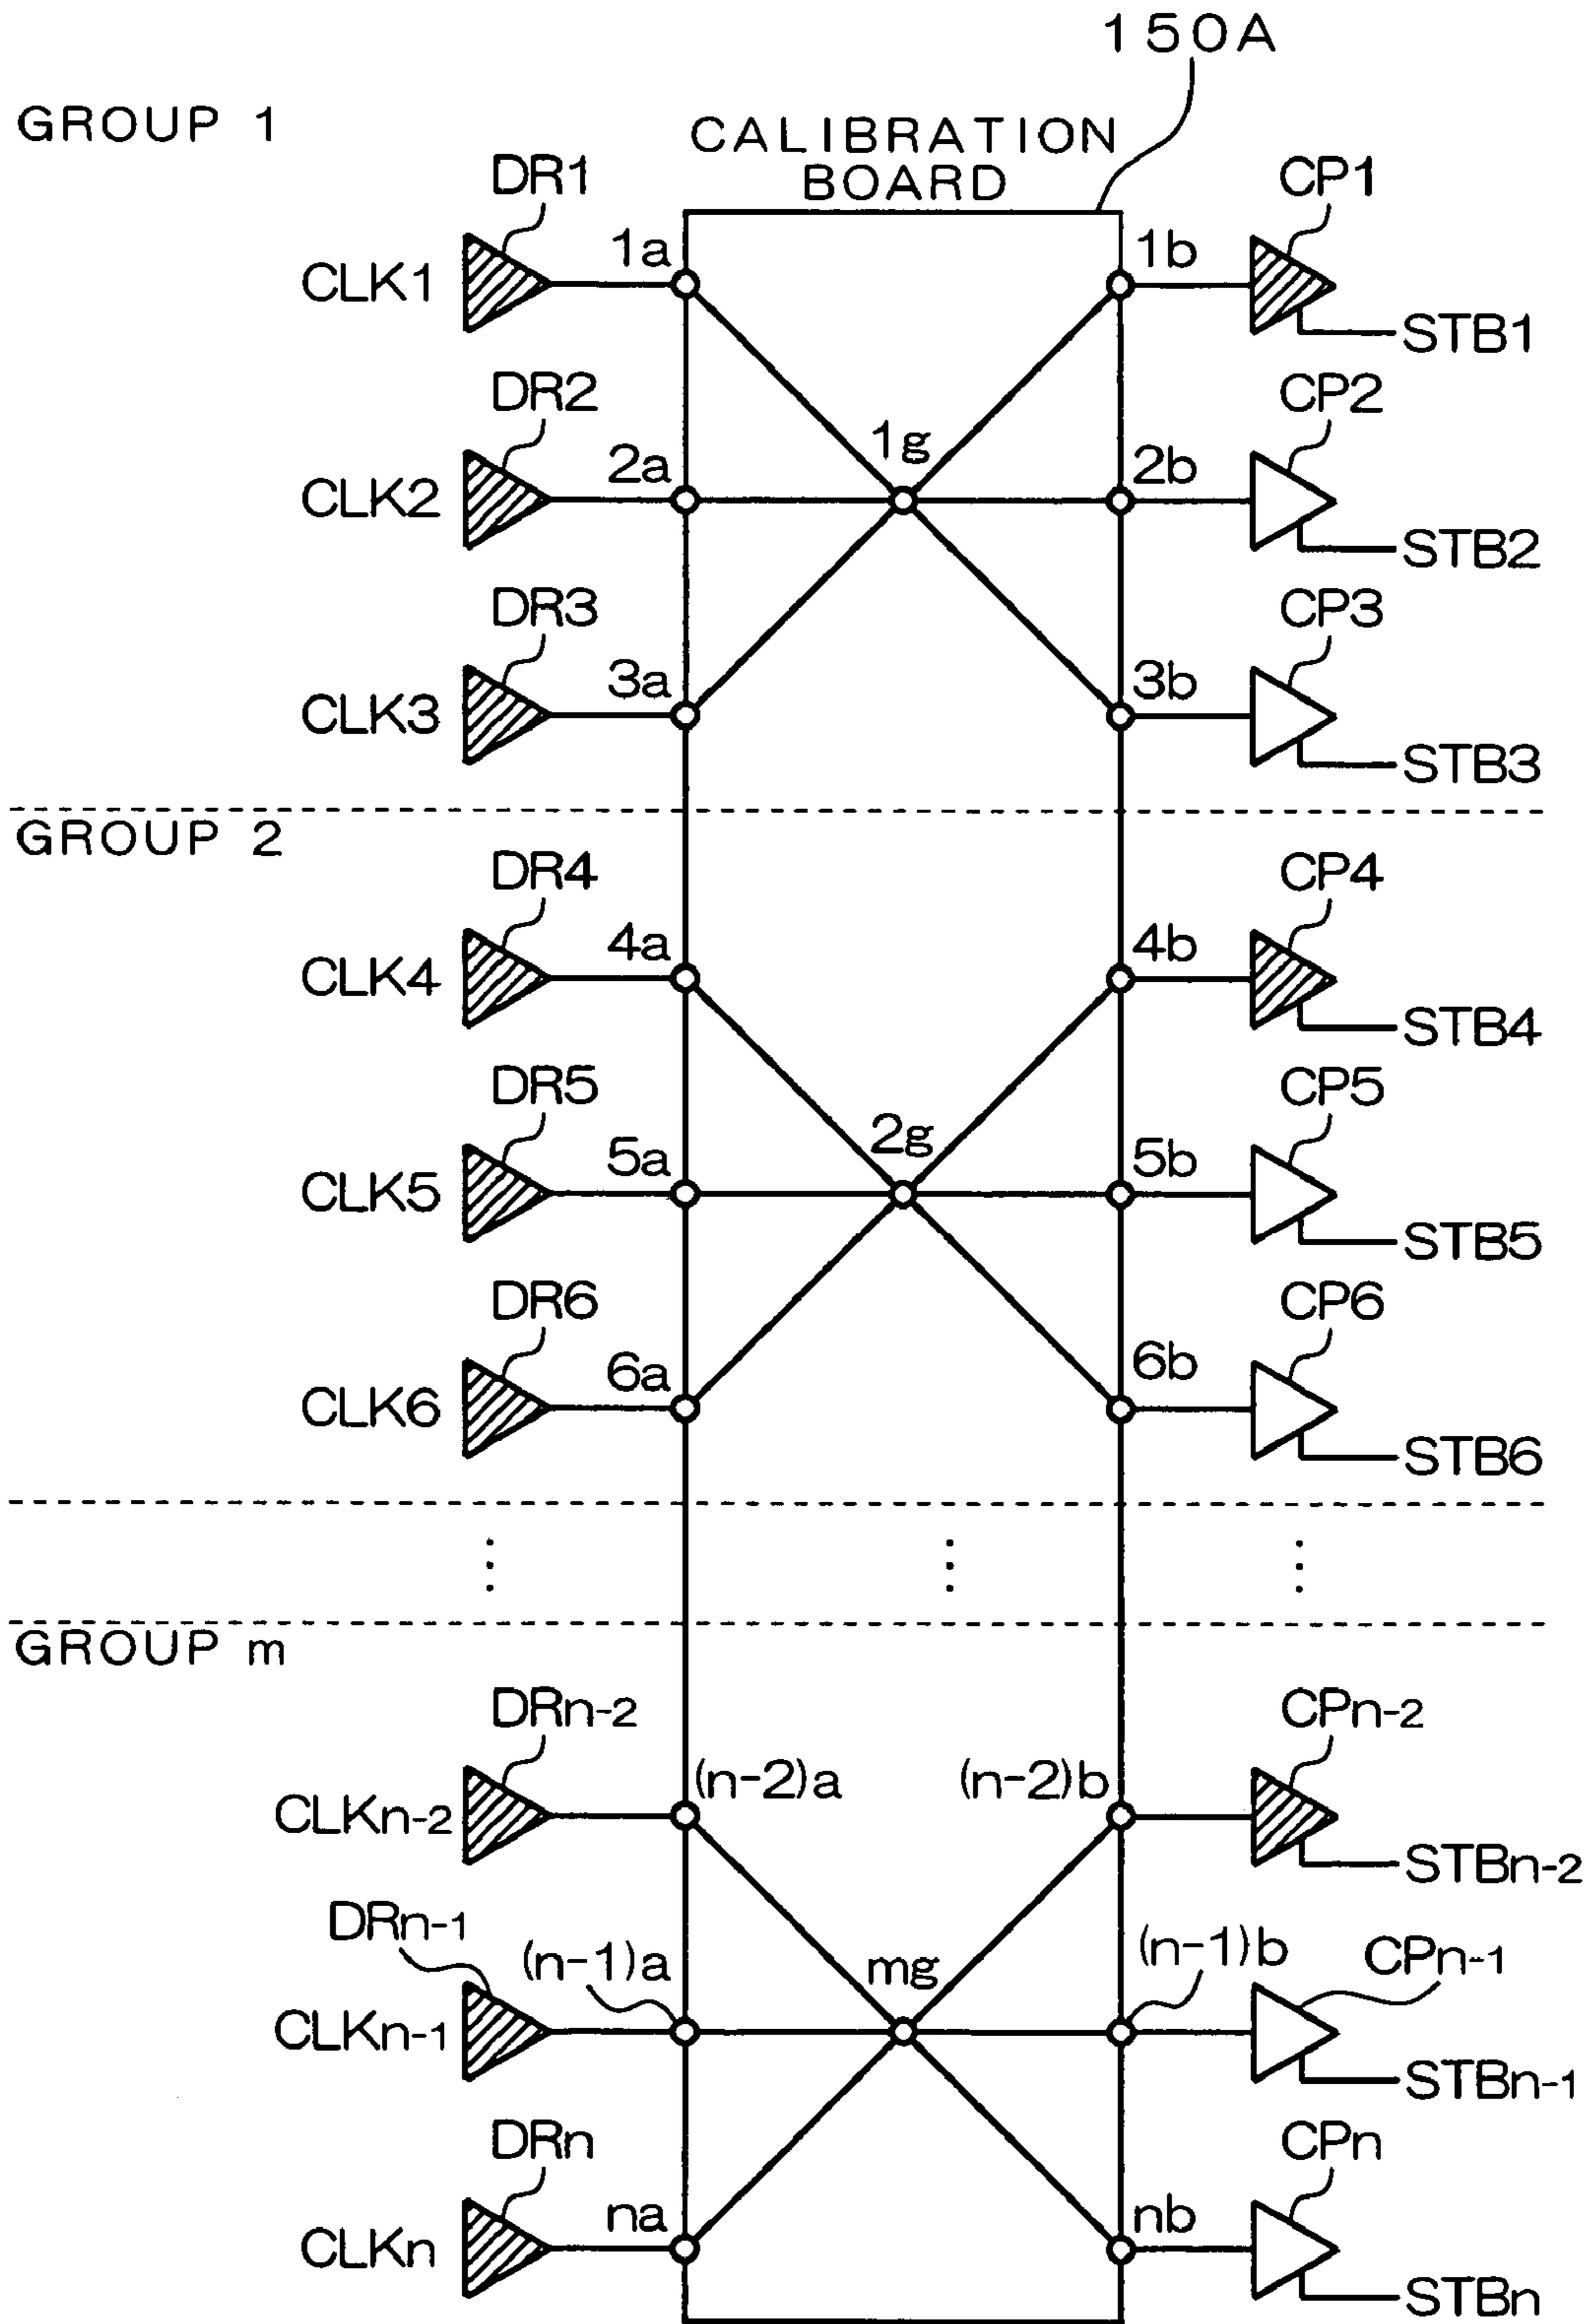 150A
GROUP 1
CALIBRATION
BOARD
DR1
CP1
1a
1b
CLK1
STB1
DR2
CP2
1g
2a
2b
CLK2
STB2
DR3
CP3
3a
3b
CLK3
STB3
GROUP 2
DR4
CP4
4a
4b
CLK4
STB4
DR5
CP5
2g
5a
5b
CLK5
STB5
DR6
CP6
6a
6b
CLK6
STB6
GROUP m
DRn-2
CPn-2
(n-2)a
(n-2)b
CLKn-2
STBn-2
DRn-1
CPn-1
(n-1)a
mg
(n-1)b
CLKn-1
STBn-1
DRn
CPn
na
nb
CLKn
STBn